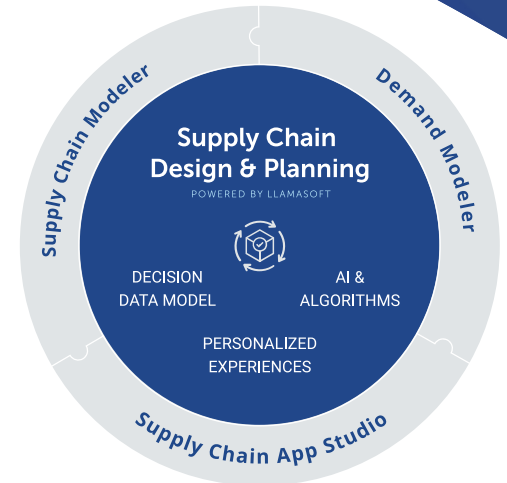 Supply Chain Modeler
Demand Modeler
Supply Chain
Design & Planning
POWERED BY LLAMASOFT
DECISION
DATA MODEL
AI &
ALGORITHMS
PERSONALIZED
EXPERIENCES
Supply Chain App Studio